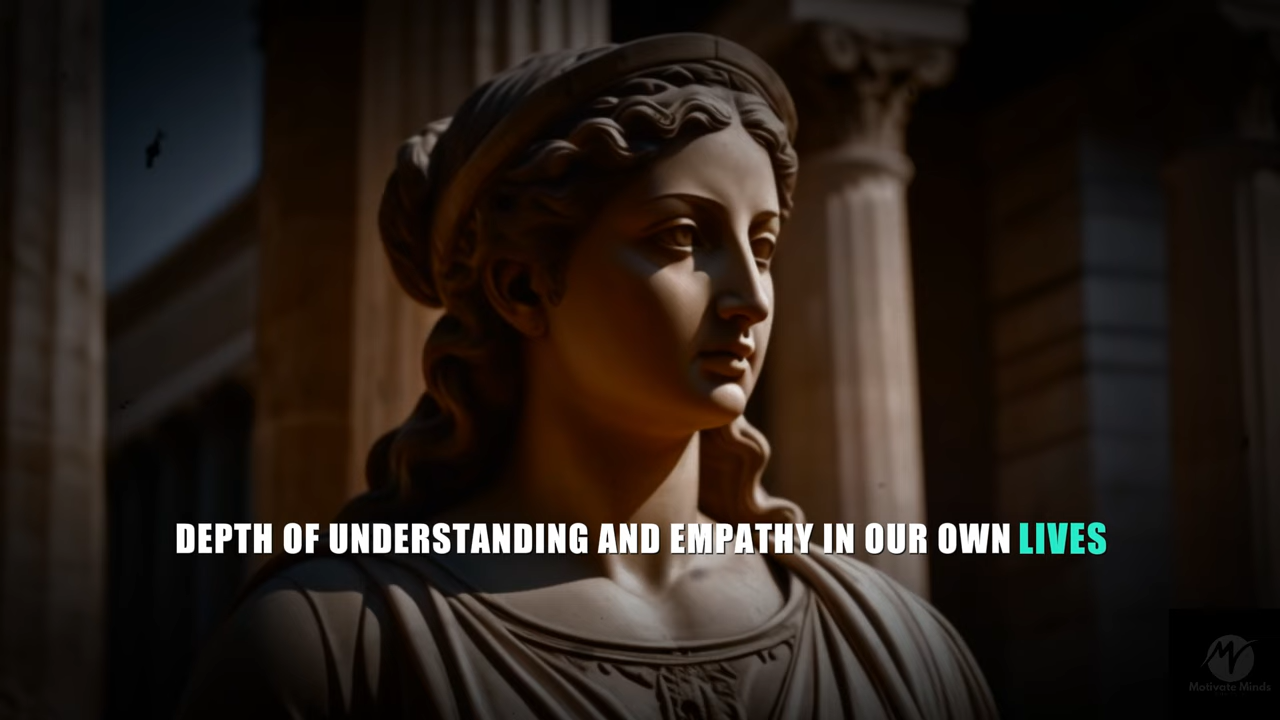 DEPTH OF UNDERSTANDING AND EMPATHY IN OUR OWN LIVES
Motivate Minds